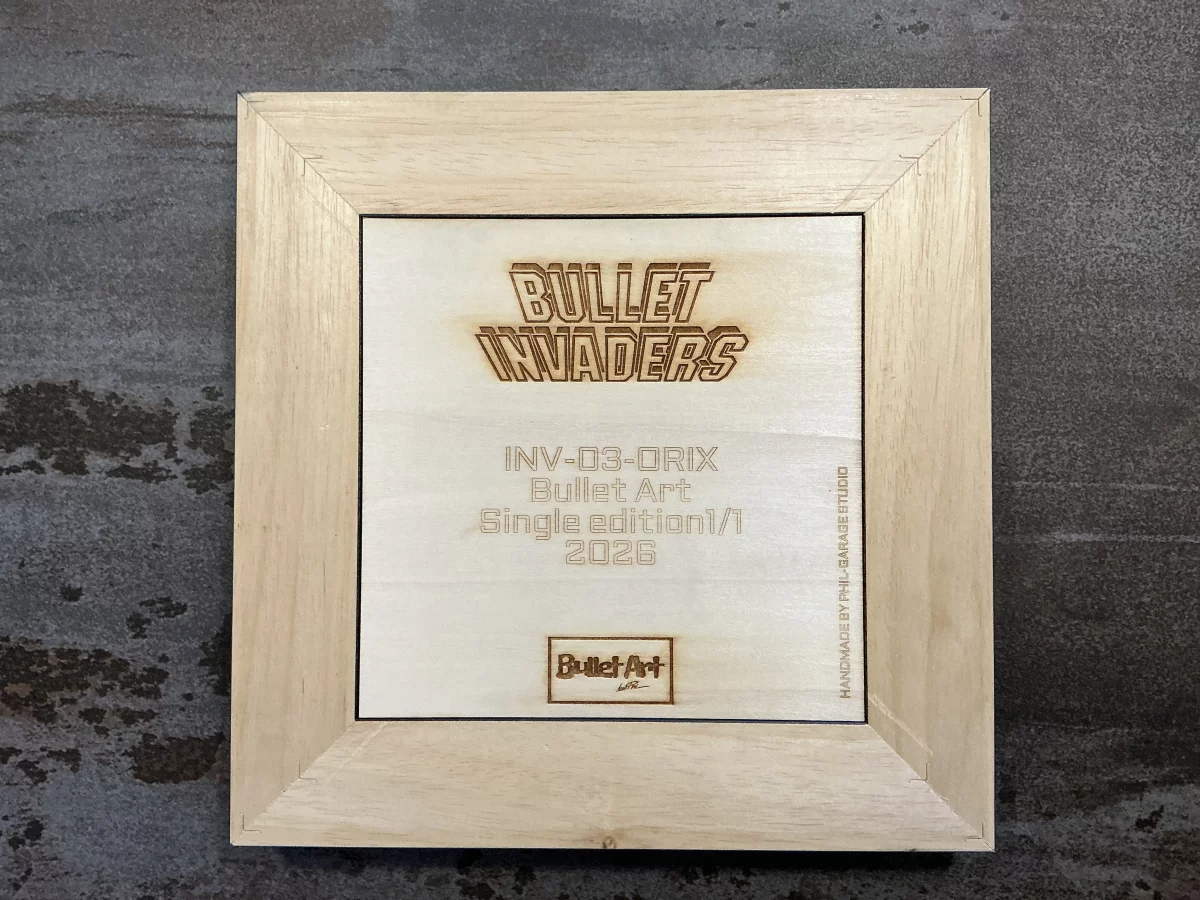 BULLET
INVADERS
INV-03-ORIX
Bullet Art
Single edition1/1
2026
HANDMADE BY PHIL-GARAGE STUDIO
Bullet Art